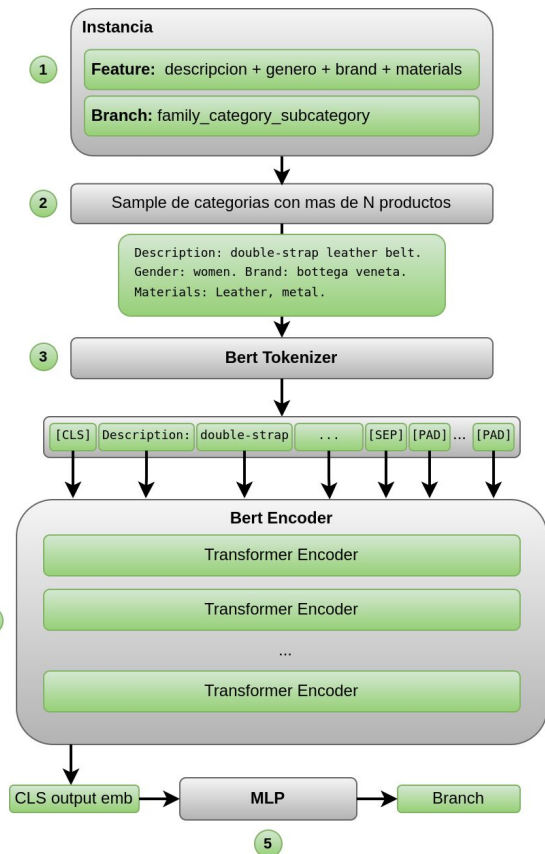 Instancia
1
Feature: descripcion + genero + brand + materials
Branch: family_category_subcategory
2
Sample de categorias con mas de N productos
Description: double-strap leather belt.
Gender: women. Brand: bottega veneta.
Materials: Leather, metal.
3
Bert Tokenizer
[CLS] Description: double-strap ... [SEP] [PAD] ... [PAD]
Bert Encoder
Transformer Encoder
Transformer Encoder
...
Transformer Encoder
CLS output emb
MLP
Branch
5